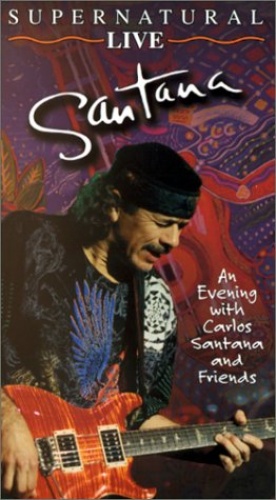 SUPERNATURAL
LIVE
Santana
An
Evening
with
Carlos
Santana
and
Friends